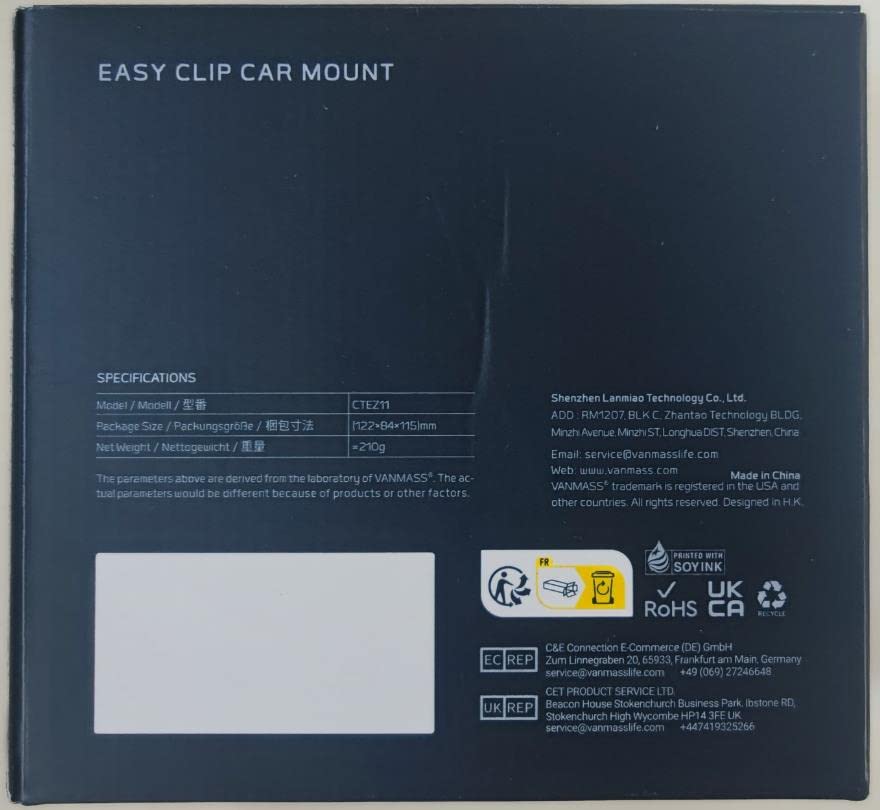 EASY CLIP CAR MOUNT
SPECIFICATIONS
Model / Modell / 型番 CTEZ11
Package Size / Packungsgröße / 梱包寸法 (122×84×115)mm
Net Weight / Nettogewicht / 重量 ≈210g
The parameters above are derived from the laboratory of VANMASS®. The ac-
tual parameters would be different because of products or other factors.
Shenzhen Lanmiao Technology Co., Ltd.
ADD : RM1207, BLK C, Zhantao Technology BLDG,
Minzhi Avenue, Minzhi ST, Longhua DIST, Shenzhen, China
Email: service@vanmasslife.com
Web: www.vanmass.com
Made in China
VANMASS® trademark is registered in the USA and
other countries. All rights reserved. Designed in H.K.
FR
PRINTED WITH
SOY INK
RoHS
UK
CA
RECYCLE
EC REP
C&E Connection E-Commerce (DE) GmbH
Zum Linnegraben 20, 65933, Frankfurt am Main, Germany
service@vanmasslife.com +49 (069) 27246648
UK REP
CET PRODUCT SERVICE LTD.
Beacon House Stokenchurch Business Park, Ibstone RD,
Stokenchurch High Wycombe HP14 3FE UK
service@vanmasslife.com +447419325266